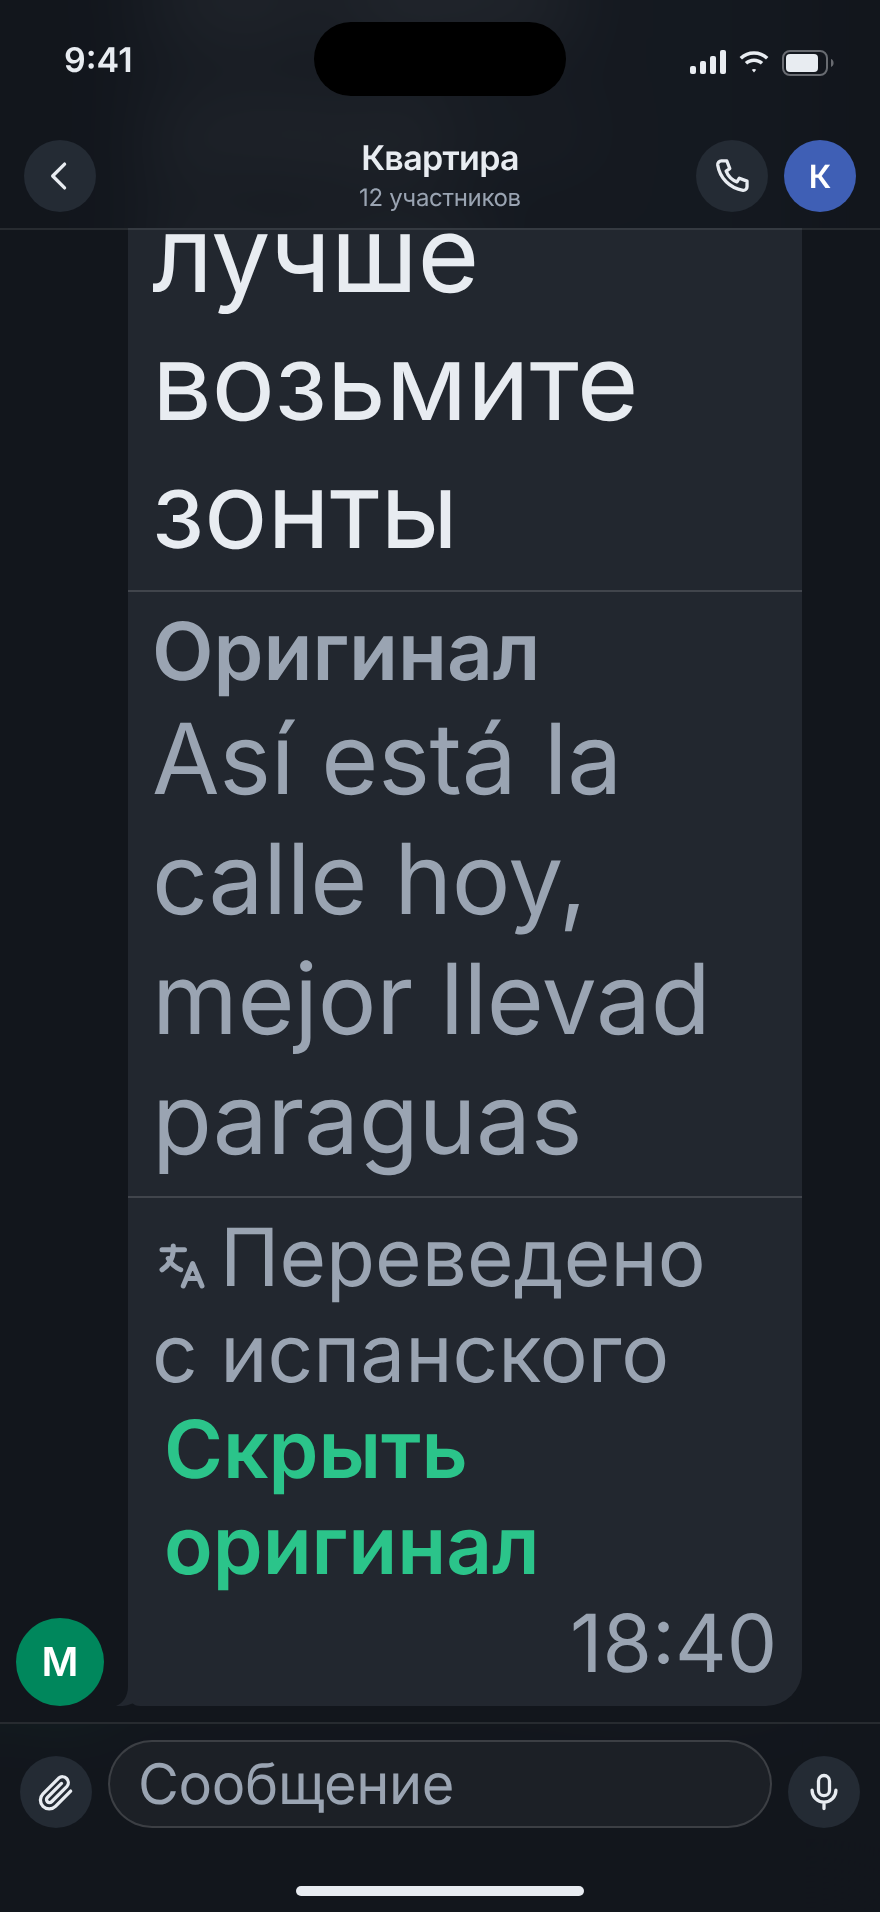 9:41
Квартира
12 участников
К
лучше
возьмите
зонты
Оригинал
Así está la
calle hoy,
mejor llevad
paraguas
Переведено
с испанского
Скрыть
оригинал
18:40
М
Сообщение